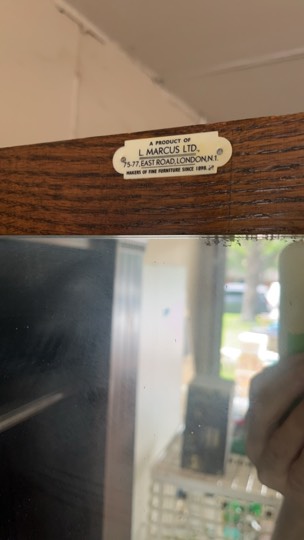 A PRODUCT OF
L. MARCUS LTD.,
75-77, EAST ROAD, LONDON, N.1.
MAKERS OF FINE FURNITURE SINCE 1898.